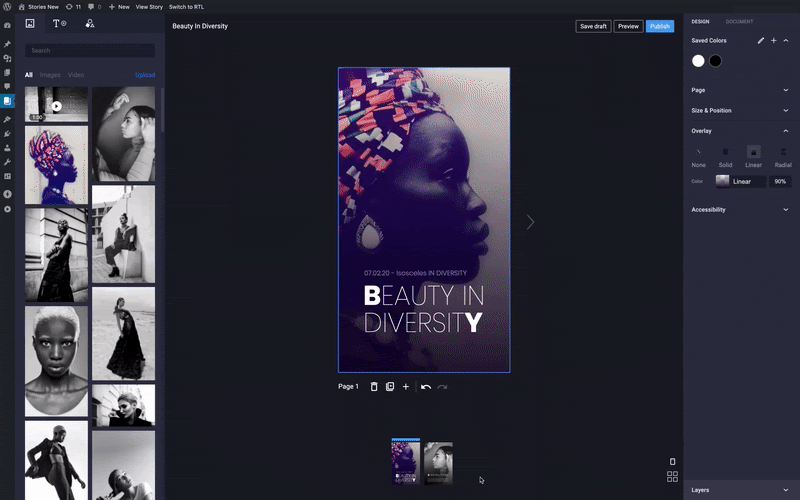 Stories New 11 0 New View Story Switch to RTL
Beauty In Diversity
Save draft Preview Publish
T
Search
All Images Video Upload
1:00
07.02.20 - Isosceles IN DIVERSITY
BEAUTY IN
DIVERSITY
Page 1
DESIGN DOCUMENT
Saved Colors
Page
Size & Position
Overlay
None Solid Linear Radial
Color Linear 90%
Accessibility
Layers